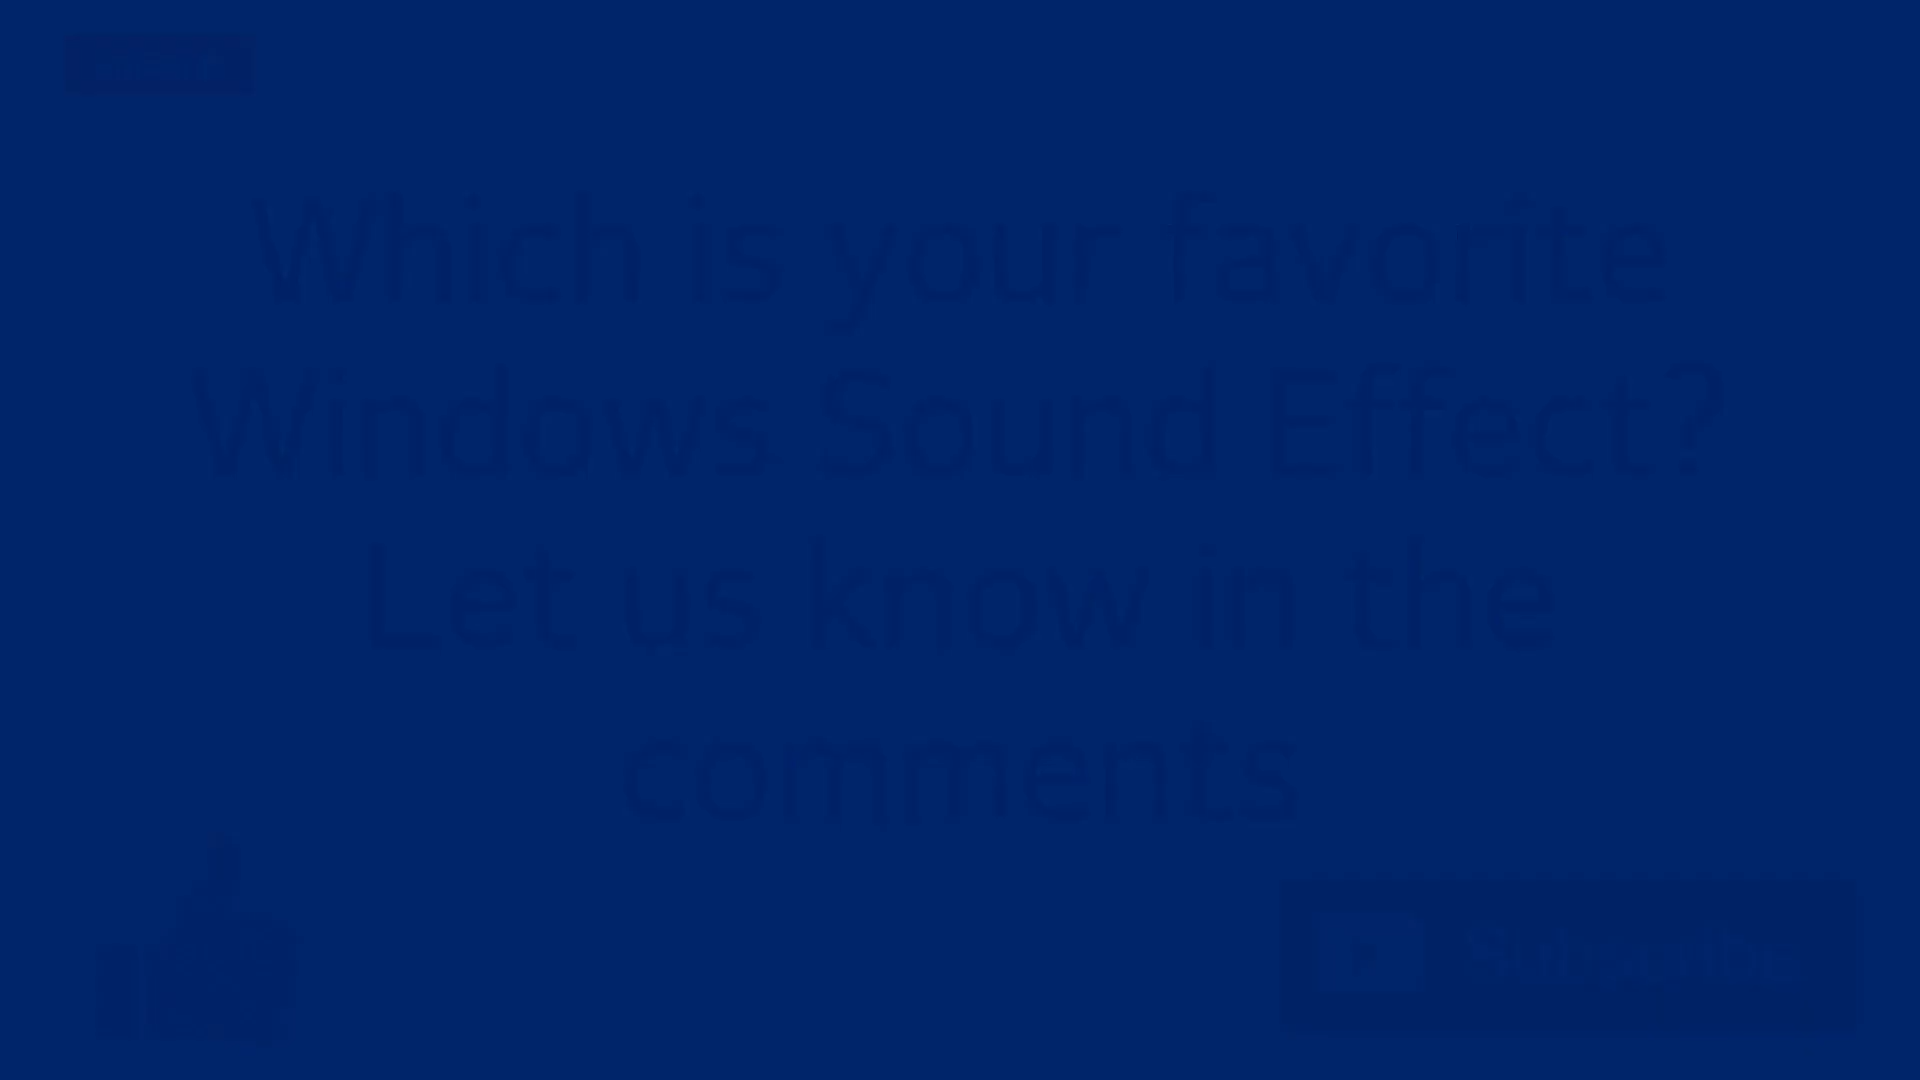 Which is your favorite
Windows Sound Effect?
Let us know in the
comments
Subscribe